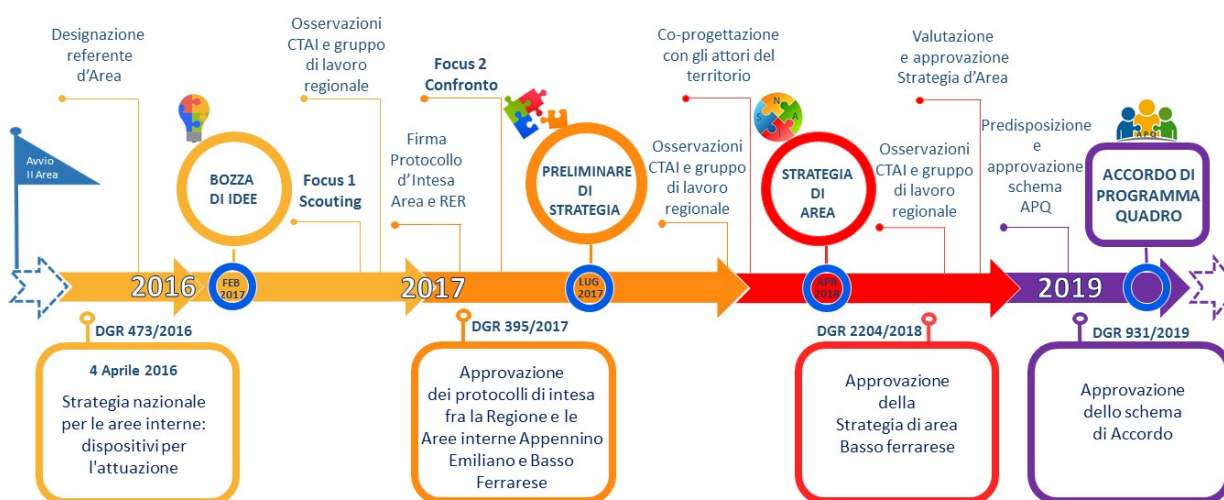 Designazione
referente
d'Area
Osservazioni
CTAI e gruppo
di lavoro
regionale
Focus 2
Confronto
Co-progettazione
con gli attori del
territorio
Valutazione
e approvazione
Strategia d'Area
Avvio
II Area
BOZZA
DI IDEE
Focus 1
Scouting
Firma
Protocollo
d'Intesa
Area e RER
PRELIMINARE
DI
STRATEGIA
Osservazioni
CTAI e gruppo
di lavoro
regionale
S N A I
STRATEGIA
DI
AREA
Osservazioni
CTAI e gruppo
di lavoro
regionale
Predisposizione
e
approvazione
schema
APQ
APQ
ACCORDO DI
PROGRAMMA
QUADRO
2016
FEB
2017
2017
LUG
2017
APR
2018
2019
DGR 473/2016
4 Aprile 2016
Strategia nazionale
per le aree interne:
dispositivi per
l'attuazione
DGR 395/2017
Approvazione
dei protocolli di intesa
fra la Regione e le
Aree interne Appennino
Emiliano e Basso
Ferrarese
DGR 2204/2018
Approvazione
della
Strategia di area
Basso ferrarese
DGR 931/2019
Approvazione
dello schema
di Accordo